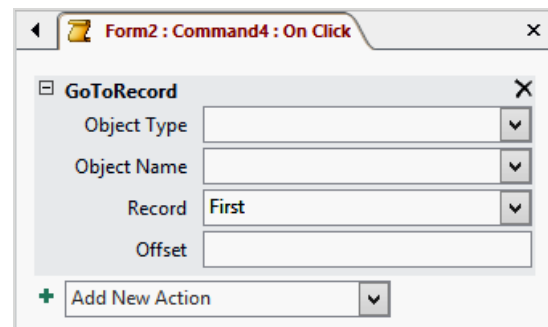 Form2 : Command4 : On Click
GoToRecord
Object Type
Object Name
Record First
Offset
Add New Action